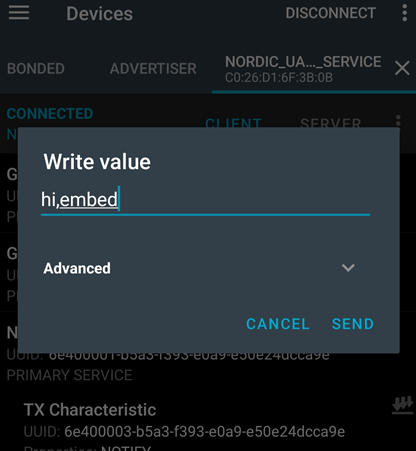 Devices
DISCONNECT
BONDED
ADVERTISER
NORDIC_UA..._SERVICE
C0:26:D1:6F:3B:0B
CONNECTED
CLIENT
SERVER
Write value
hi,embed
Advanced
CANCEL
SEND
UUID: 6e400001-b5a3-f393-e0a9-e50e24dcca9e
PRIMARY SERVICE
TX Characteristic
UUID: 6e400003-b5a3-f393-e0a9-e50e24dcca9e
Properties: NOTIFY